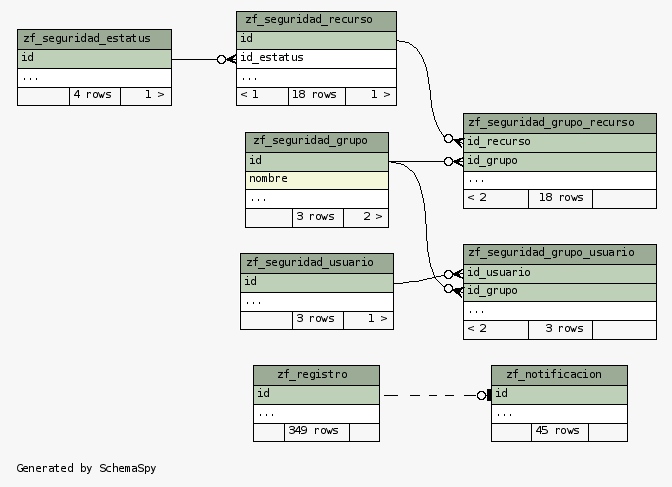 zf_seguridad_estatus
id
...
4 rows 1 >
zf_seguridad_recurso
id
id_estatus
...
< 1 18 rows 1 >
zf_seguridad_grupo
id
nombre
...
3 rows 2 >
zf_seguridad_grupo_recurso
id_recurso
id_grupo
...
< 2 18 rows
zf_seguridad_usuario
id
...
3 rows 1 >
zf_seguridad_grupo_usuario
id_usuario
id_grupo
...
< 2 3 rows
zf_registro
id
...
349 rows
zf_notificacion
id
...
45 rows
Generated by SchemaSpy